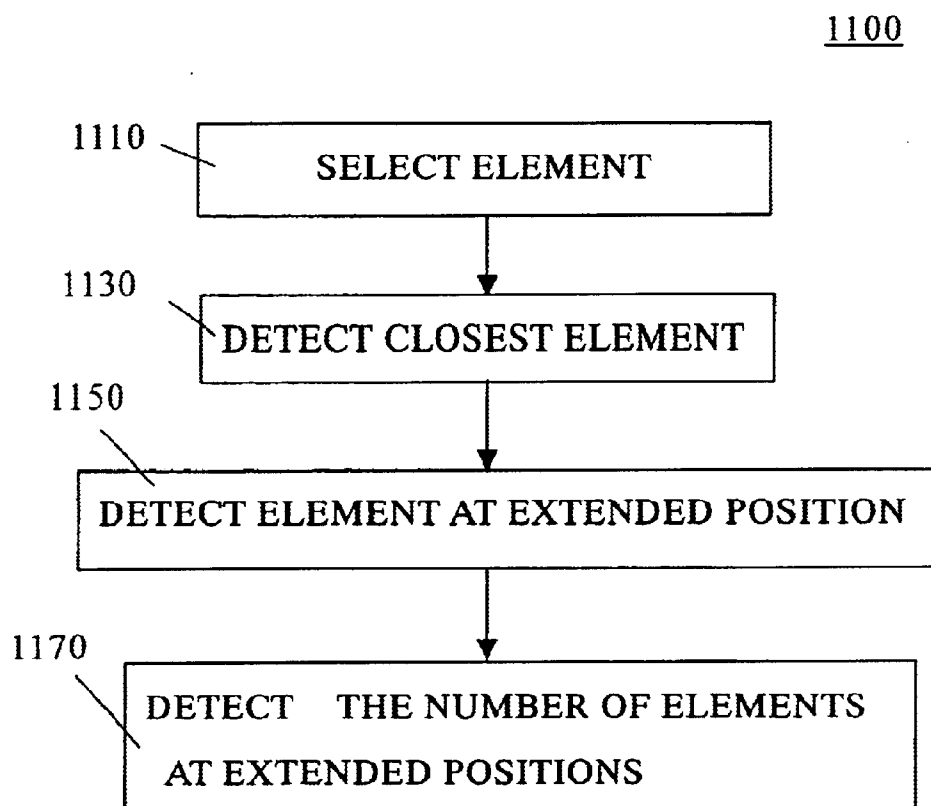 1100
1110
SELECT ELEMENT
1130
DETECT CLOSEST ELEMENT
1150
DETECT ELEMENT AT EXTENDED POSITION
1170
DETECT THE NUMBER OF ELEMENTS
AT EXTENDED POSITIONS